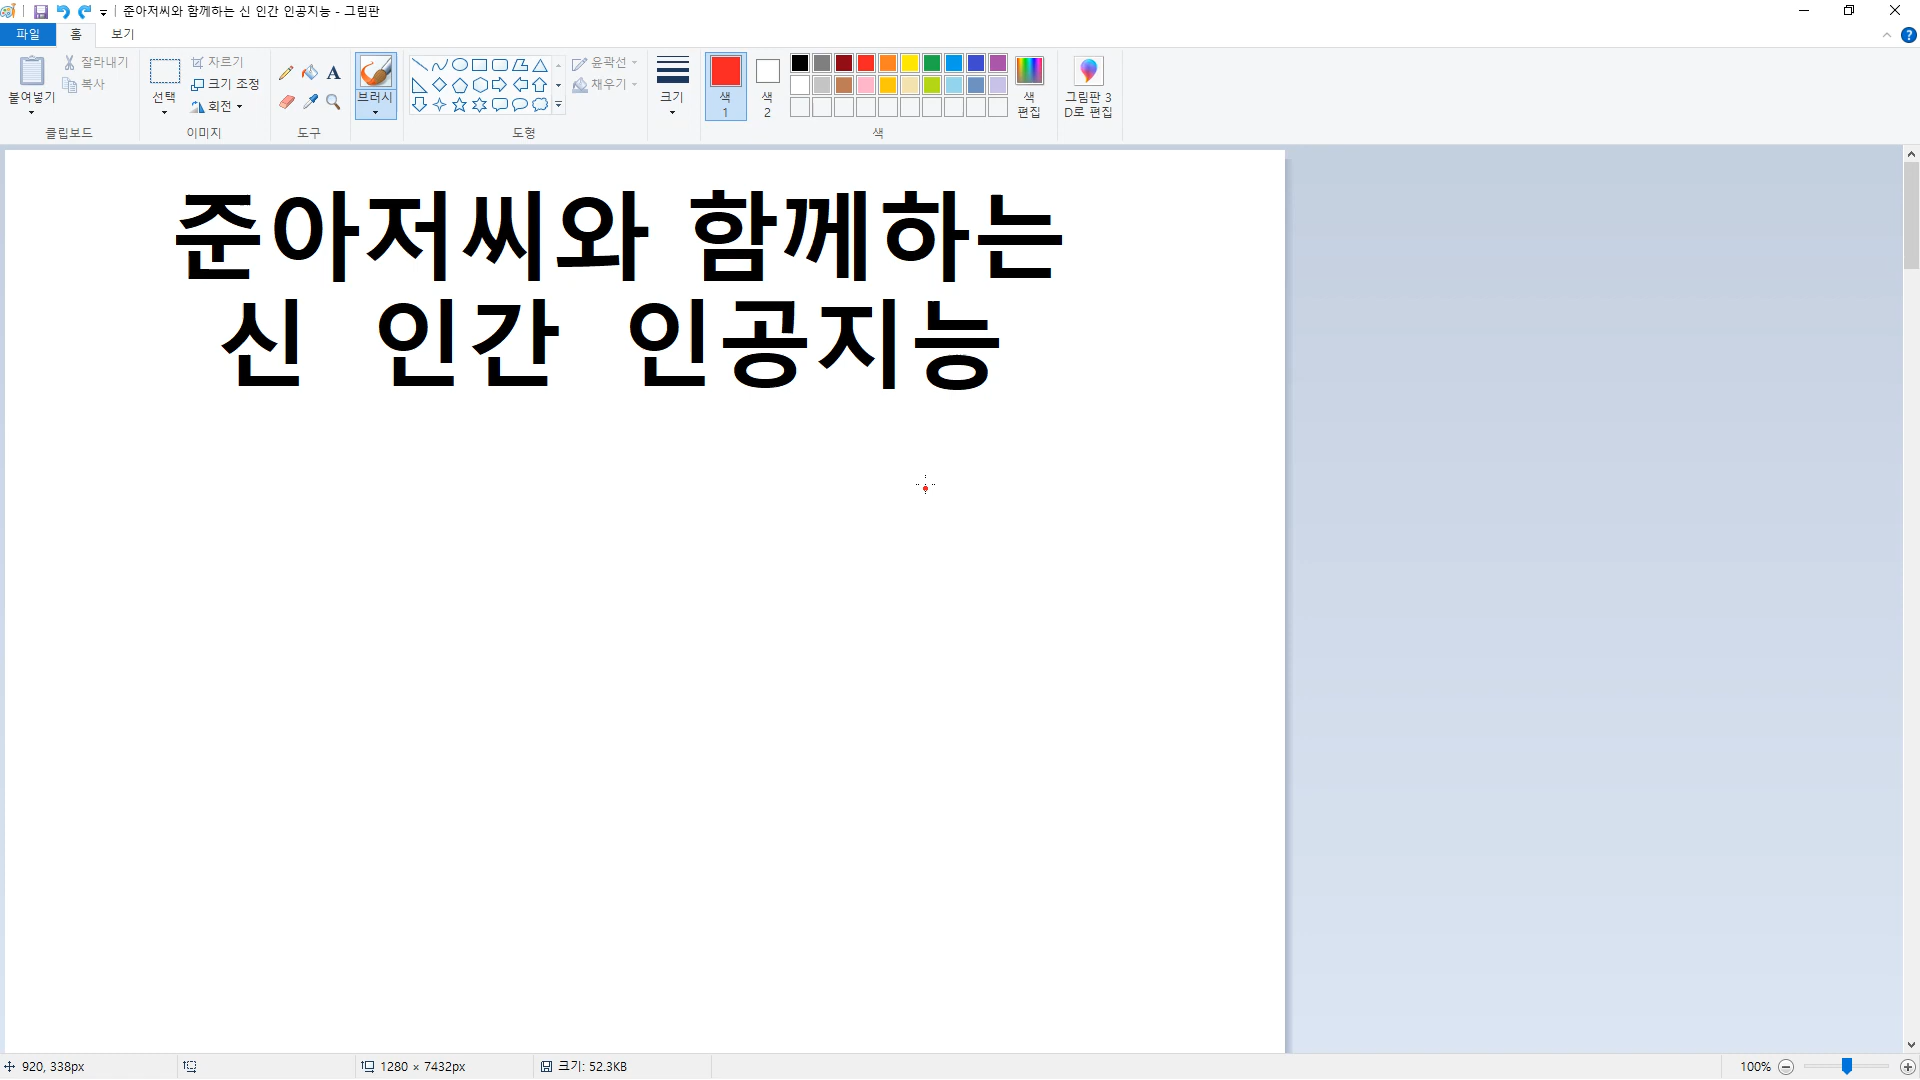 준아저씨와 함께하는 신 인간 인공지능 - 그림판
파일 홈 보기
붙여넣기
잘라내기
복사
클립보드
선택
자르기
크기 조정
회전
이미지
A
도구
브러시
윤곽선
채우기
도형
크기
색
1
색
2
색
편집
색
그림판 3
D로 편집
준아저씨와 함께하는
신 인간 인공지능
920, 338px
1280 × 7432px
크기: 52.3KB
100%